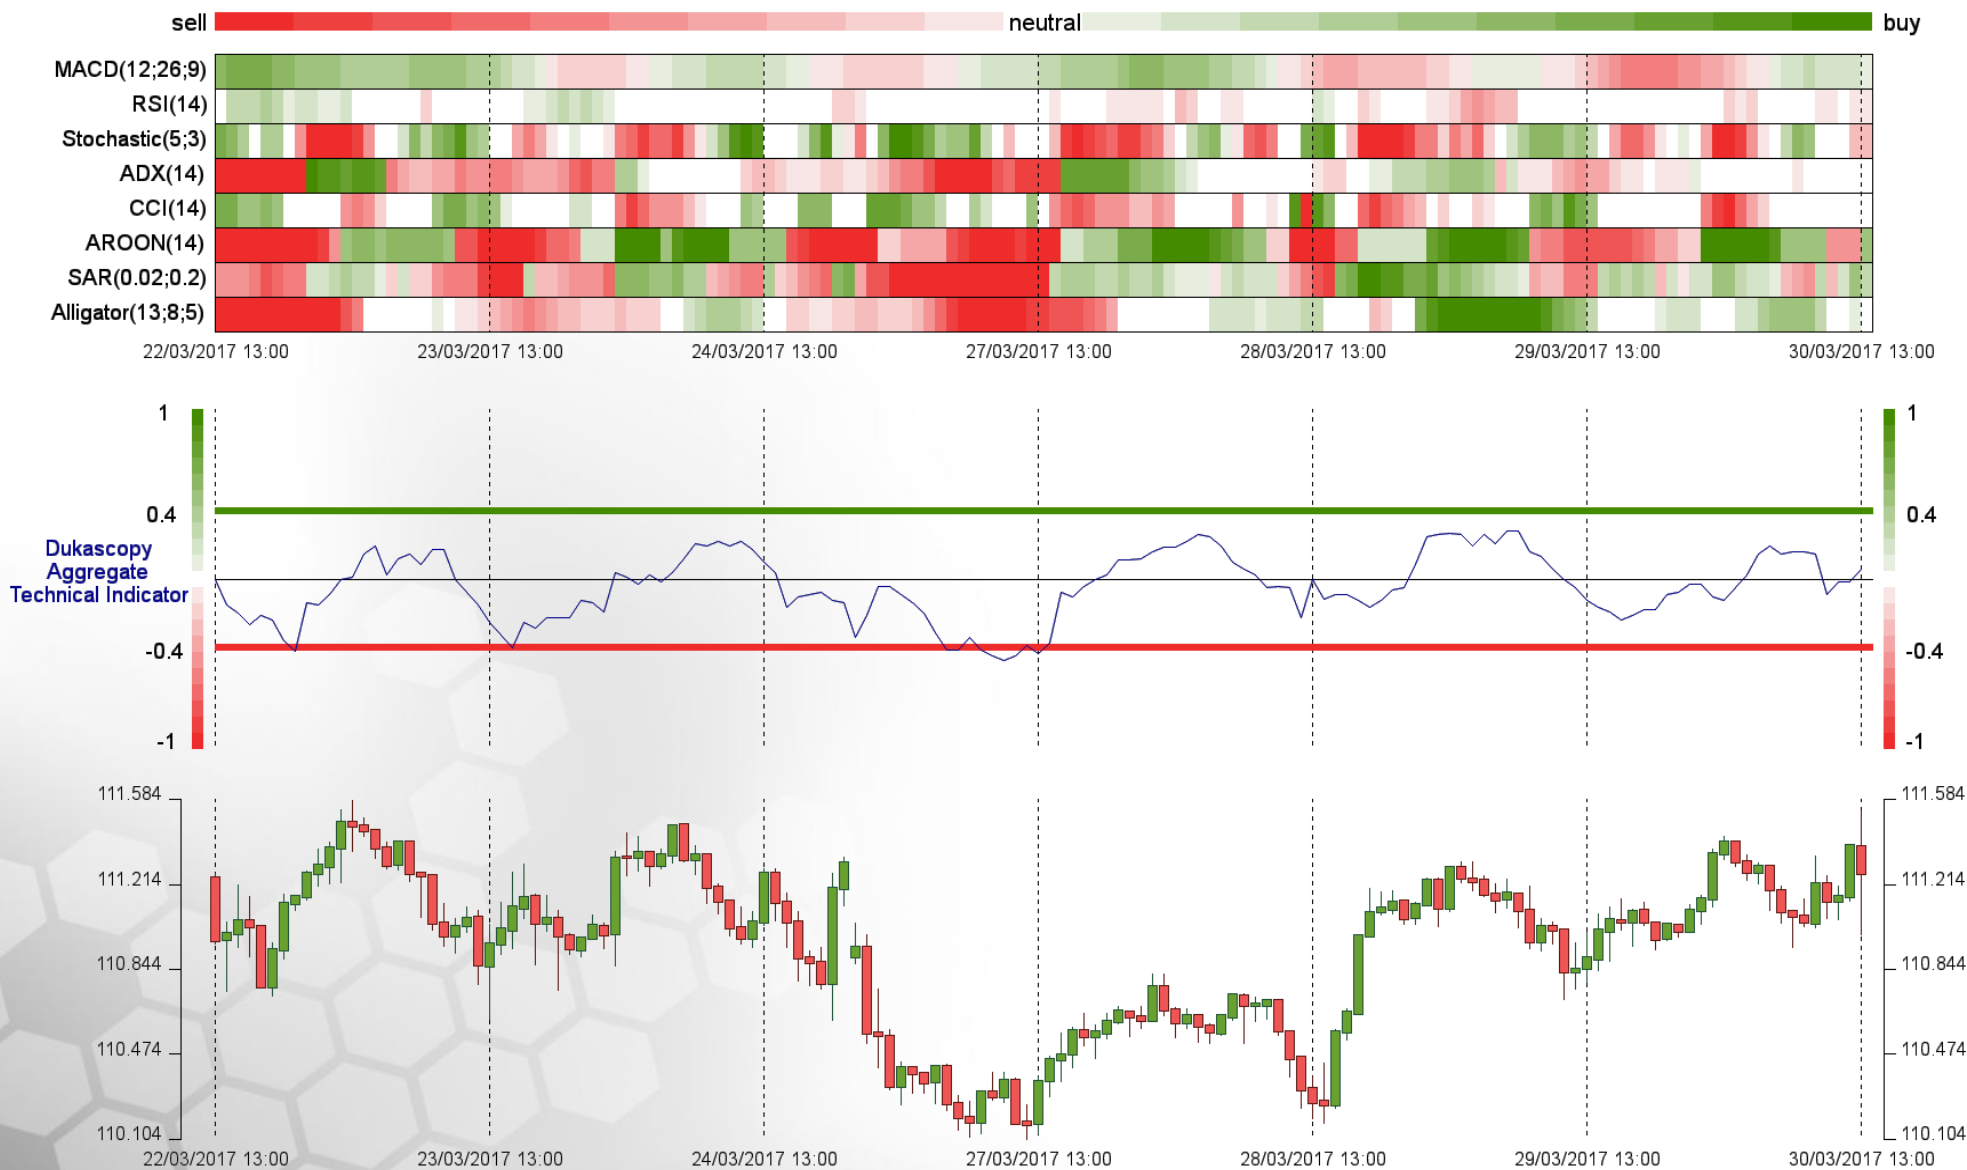 sell neutral buy
MACD(12;26;9)
RSI(14)
Stochastic(5;3)
ADX(14)
CCI(14)
AROON(14)
SAR(0.02;0.2)
Alligator(13;8;5)
22/03/2017 13:00 23/03/2017 13:00 24/03/2017 13:00 27/03/2017 13:00 28/03/2017 13:00 29/03/2017 13:00 30/03/2017 13:00
1 1
0.4 0.4
Dukascopy
Aggregate
Technical Indicator
-0.4 -0.4
-1 -1
111.584 111.584
111.214 111.214
110.844 110.844
110.474 110.474
110.104 110.104
22/03/2017 13:00 23/03/2017 13:00 24/03/2017 13:00 27/03/2017 13:00 28/03/2017 13:00 29/03/2017 13:00 30/03/2017 13:00